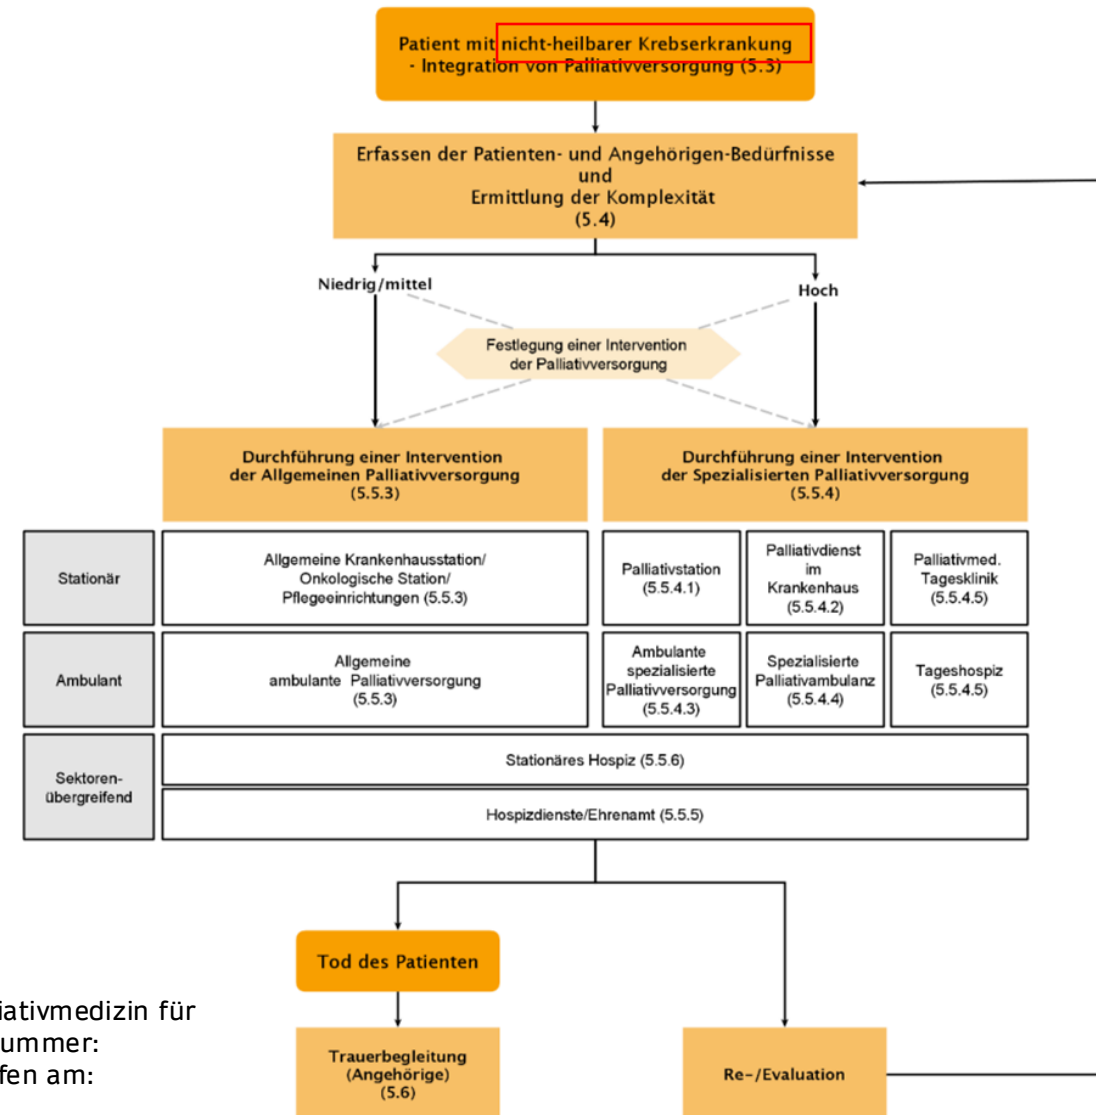 Patient mit nicht-heilbarer Krebserkrankung
- Integration von Palliativversorgung (5.3)
Erfassen der Patienten- und Angehörigen-Bedürfnisse
und
Ermittlung der Komplexität
(5.4)
Niedrig/mittel
Hoch
Festlegung einer Intervention
der Palliativversorgung
Durchführung einer Intervention
der Allgemeinen Palliativversorgung
(5.5.3)
Durchführung einer Intervention
der Spezialisierten Palliativversorgung
(5.5.4)
Stationär
Allgemeine Krankenhausstation/
Onkologische Station/
Pflegeeinrichtungen (5.5.3)
Palliativstation
(5.5.4.1)
Palliativdienst
im
Krankenhaus
(5.5.4.2)
Palliativmed.
Tagesklinik
(5.5.4.5)
Ambulant
Allgemeine
ambulante Palliativversorgung
(5.5.3)
Ambulante
spezialisierte
Palliativversorgung
(5.5.4.3)
Spezialisierte
Palliativambulanz
(5.5.4.4)
Tageshospiz
(5.5.4.5)
Sektoren-
übergreifend
Stationäres Hospiz (5.5.6)
Hospizdienste/Ehrenamt (5.5.5)
Tod des Patienten
Trauerbegleitung
(Angehörige)
(5.6)
Re-/Evaluation
iativmedizin für
ummer:
fen am: